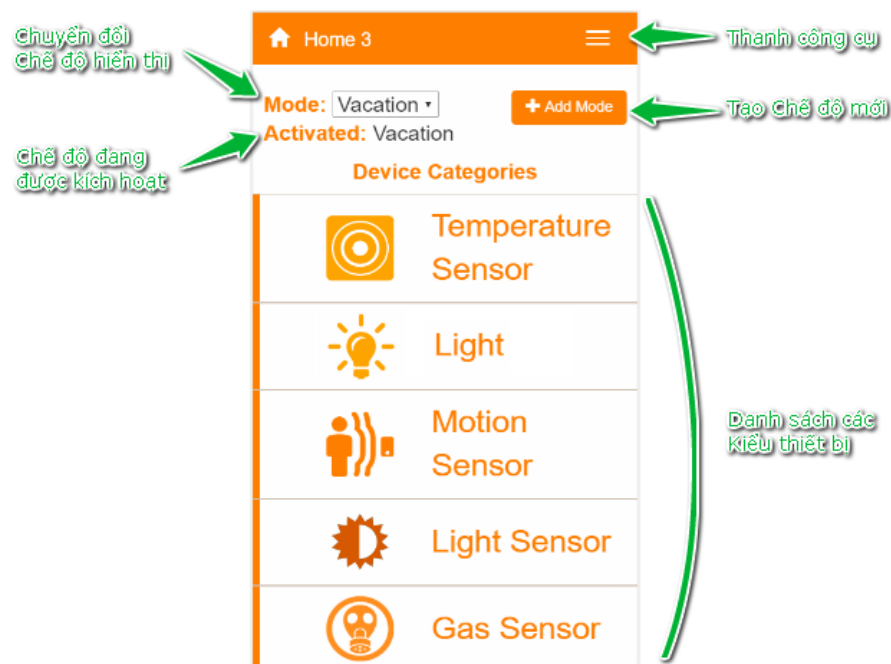 Chuyển đổi
Chế độ hiển thị
Home 3
Thanh công cụ
Mode: Vacation
+ Add Mode
Tạo Chế độ mới
Activated: Vacation
Chế độ đang
được kích hoạt
Device Categories
Temperature
Sensor
Light
Motion
Sensor
Danh sách các
Kiểu thiết bị
Light Sensor
Gas Sensor